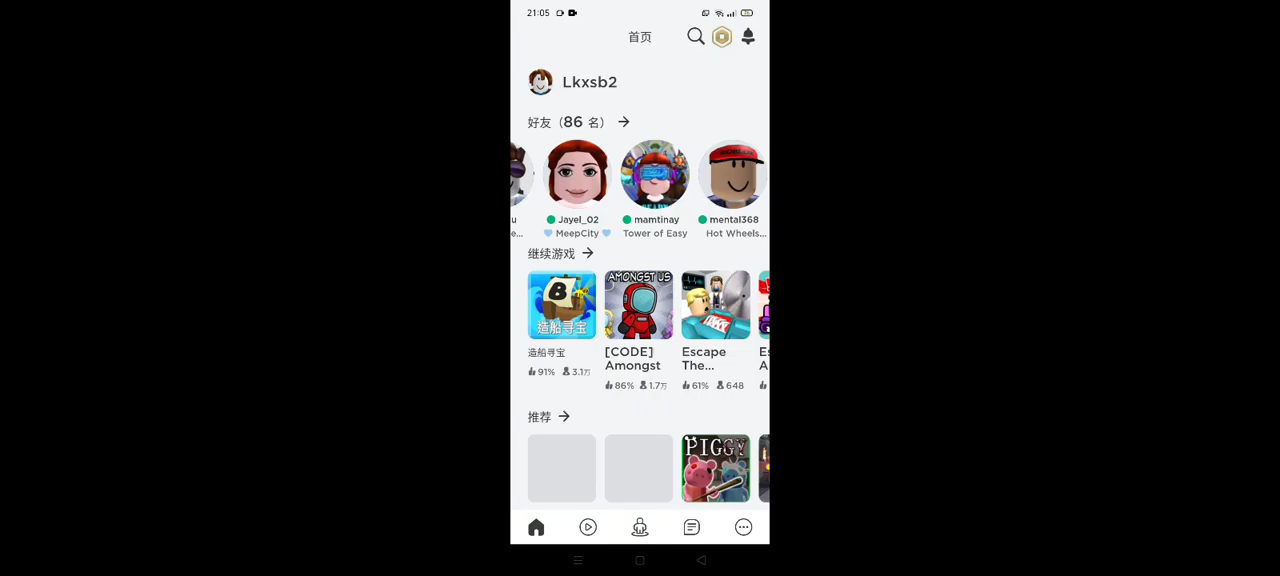 21:05
首页
Lkxsb2
好友（86 名）
u Jayel_02 mamtinay mental368
e... MeepCity Tower of Easy Hot Wheels...
继续游戏
B
造船寻宝
AMONGST US
造船寻宝
91% 3.1万
[CODE]
Amongst
86% 1.7万
Escape
The...
61% 648
Es
A
推荐
PIGGY